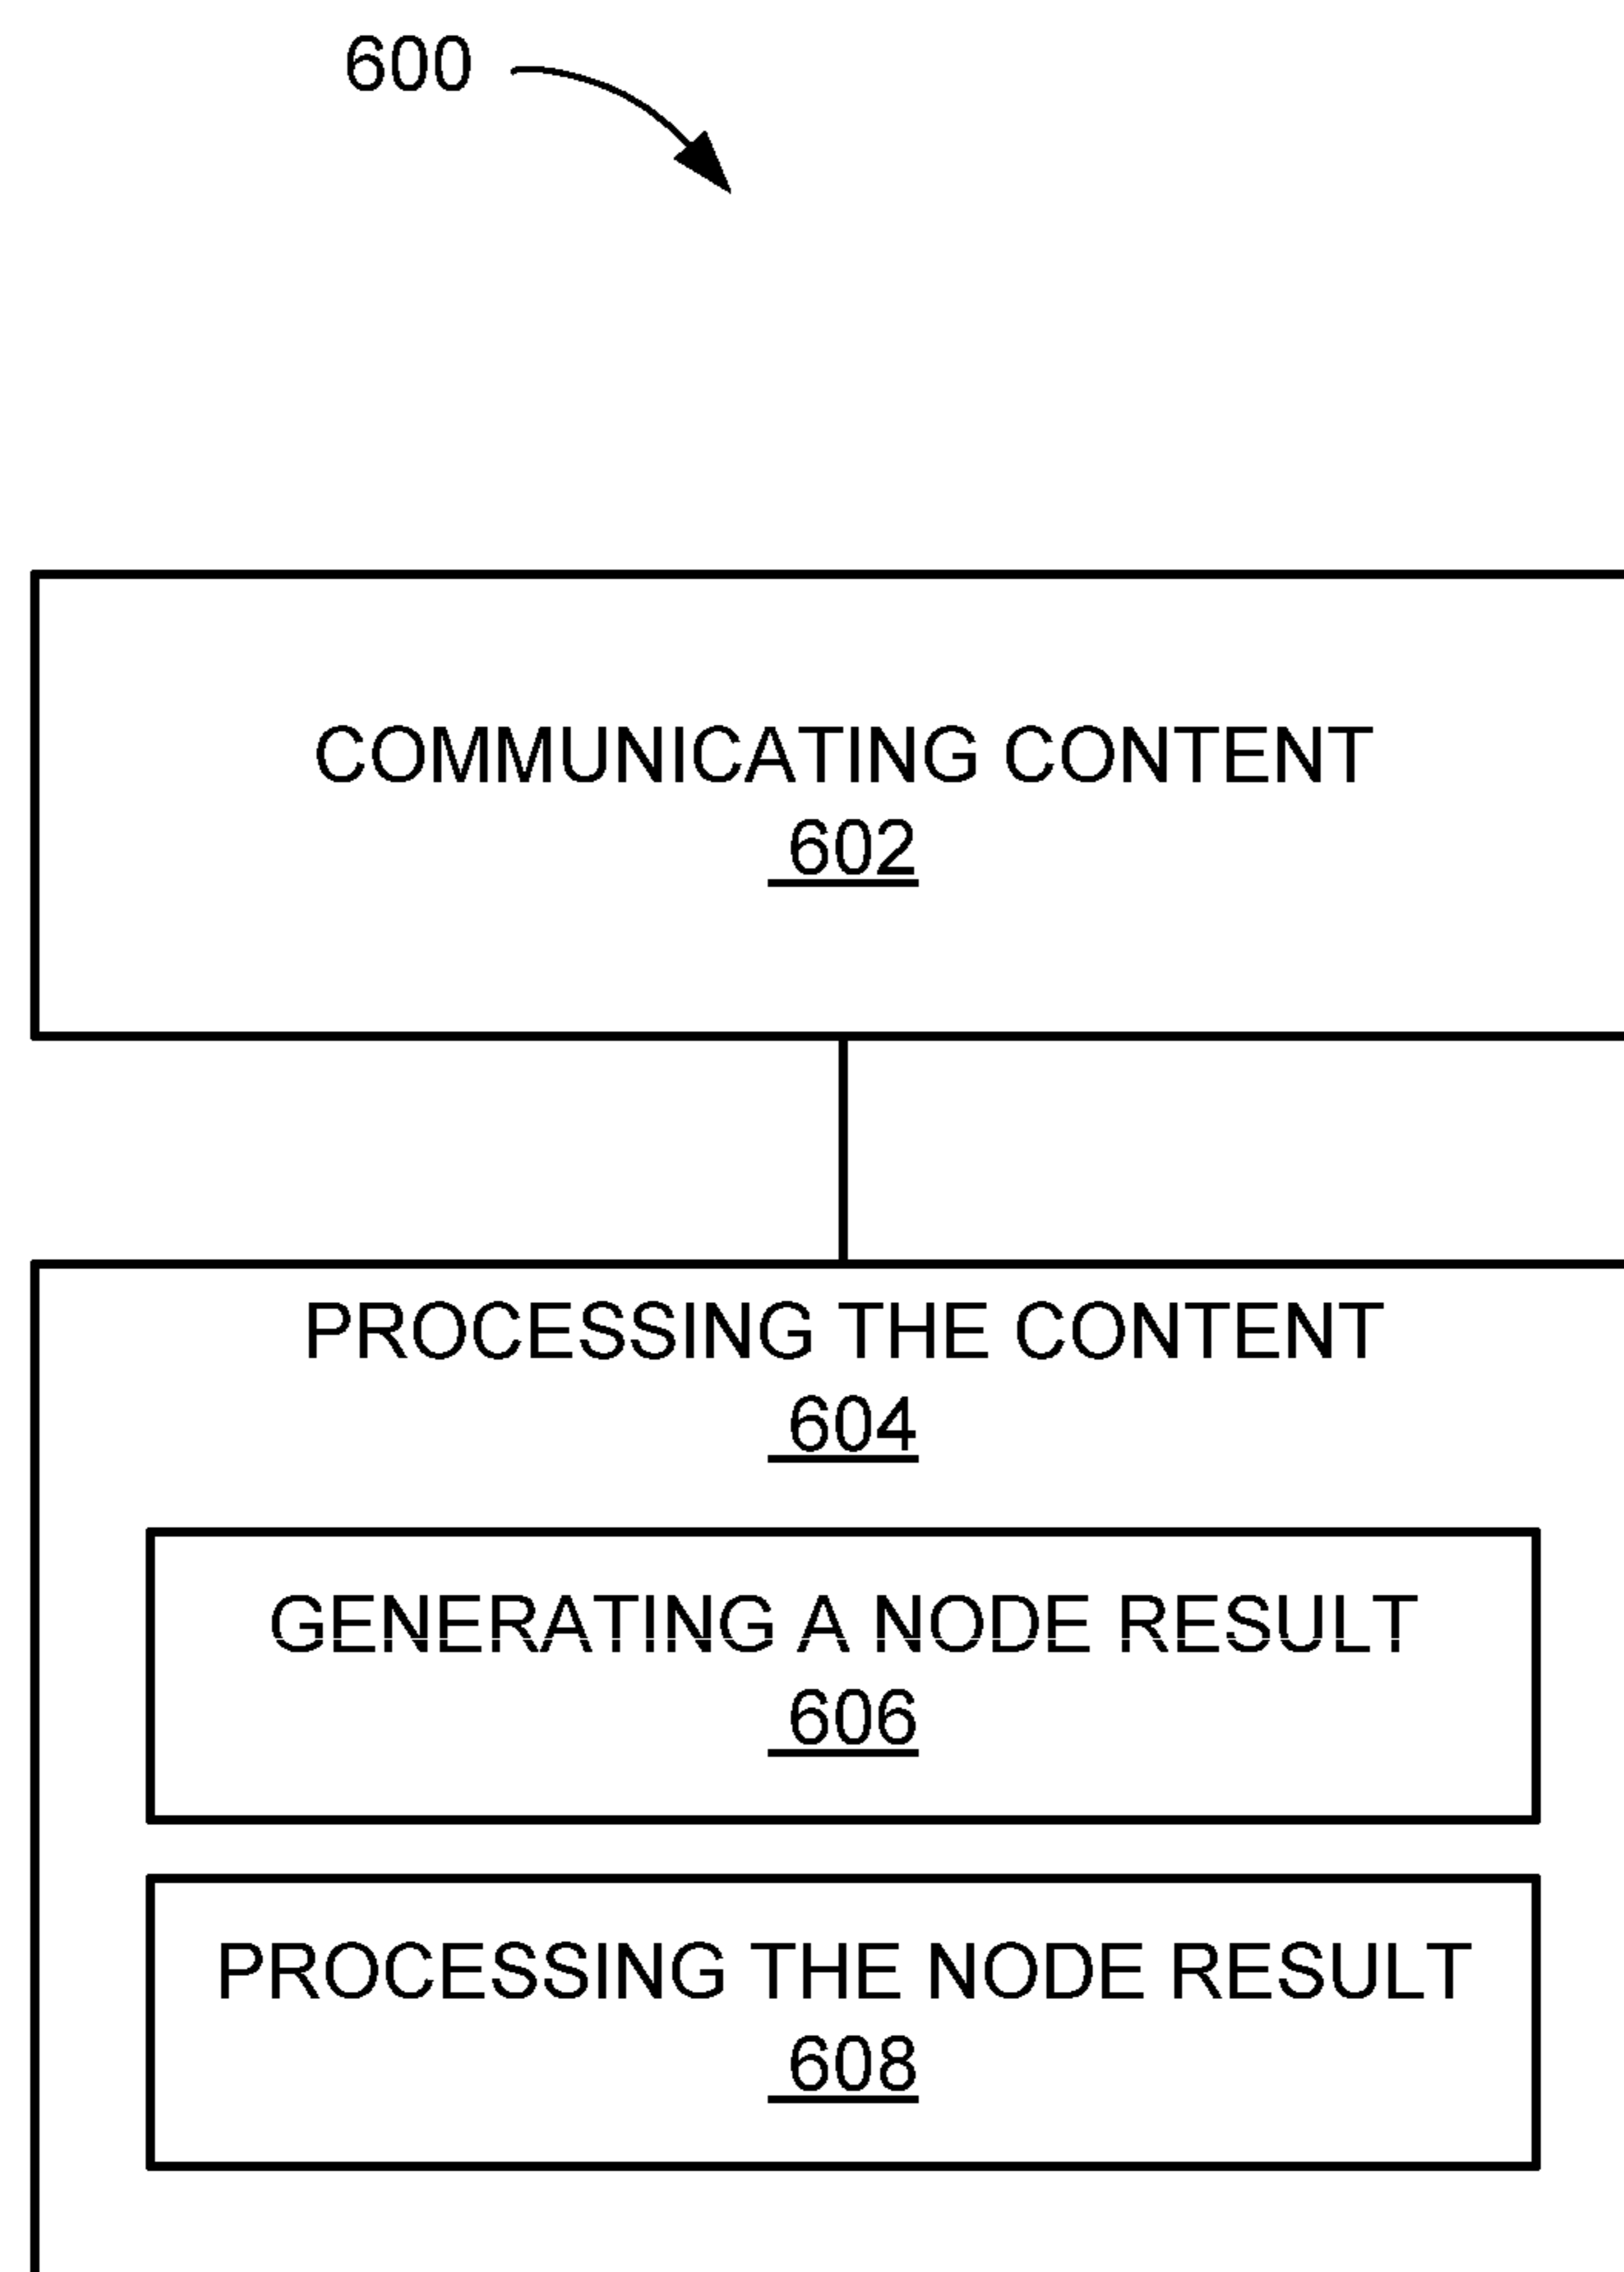 600
COMMUNICATING CONTENT
602
PROCESSING THE CONTENT
604
GENERATING A NODE RESULT
606
PROCESSING THE NODE RESULT
608